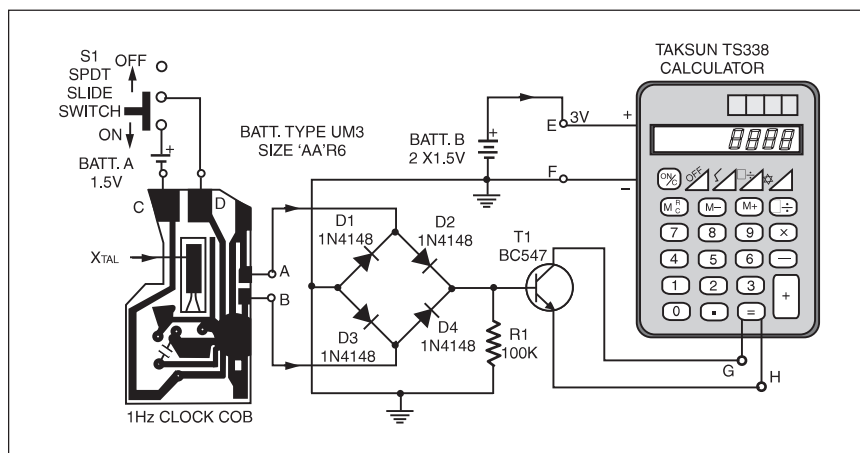 S1
SPDT
SLIDE
SWITCH
OFF
ON
BATT. A
1.5V
+
C
D
XTAL
A
B
1Hz CLOCK COB
BATT. TYPE UM3
SIZE ‘AA’R6
D1
1N4148
D2
1N4148
D3
1N4148
D4
1N4148
BATT. B
2 X1.5V
+
E
3V
+
F
−
T1
BC547
R1
100K
G
H
TAKSUN TS338
CALCULATOR
8888
ON/C OFF √ □÷ ✲
M R C M− M+ □÷
7 8 9 ×
4 5 6 —
1 2 3 +
0 . =